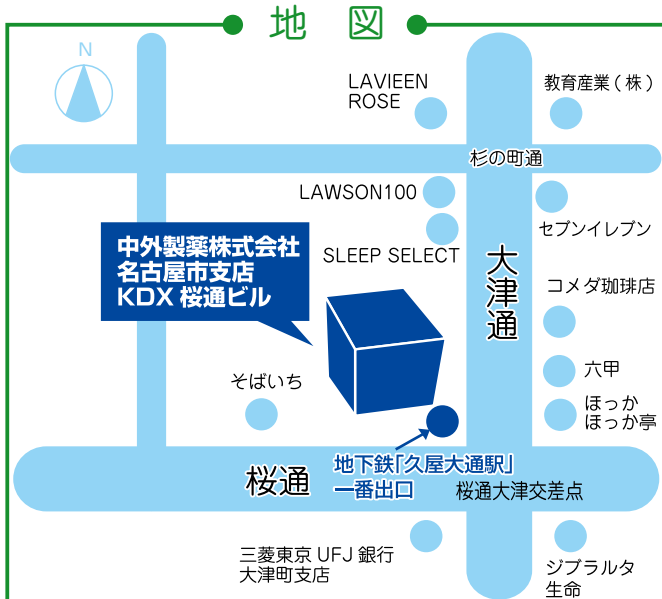 地 図
N
LAVIEEN
ROSE
教育産業(株)
杉の町通
LAWSON100
セブンイレブン
中外製薬株式会社
名古屋市支店
KDX 桜通ビル
SLEEP SELECT
大津通
コメダ珈琲店
六甲
そばいち
ほっか
ほっか亭
地下鉄「久屋大通駅」
一番出口
桜通
桜通大津交差点
三菱東京 UFJ 銀行
大津町支店
ジブラルタ
生命